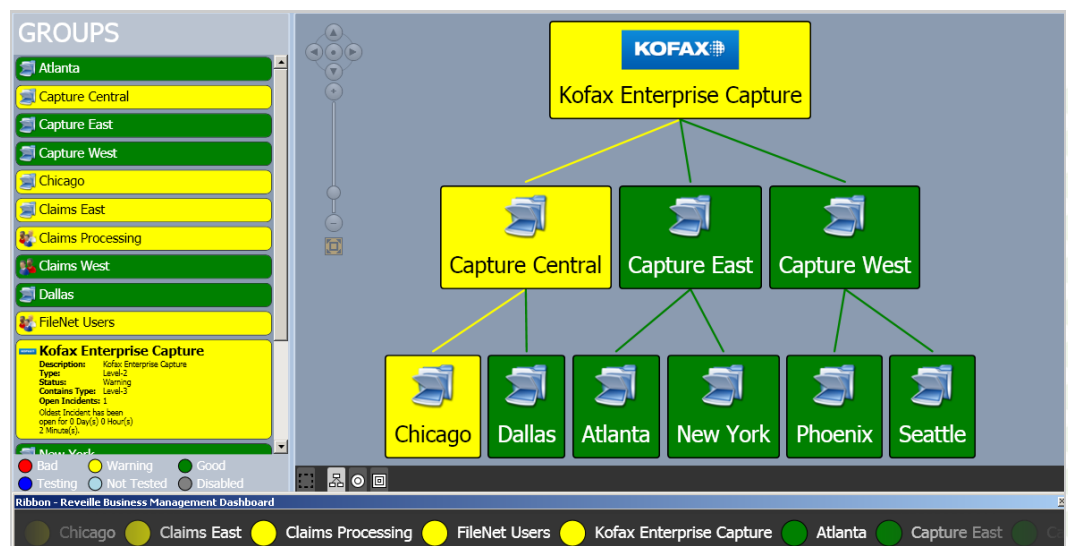 GROUPS
Atlanta
Capture Central
Capture East
Capture West
Chicago
Claims East
Claims Processing
Claims West
Dallas
FileNet Users
Kofax Enterprise Capture
Description: Kofax Enterprise Capture
Type: Level-2
Status: Warning
Contains Type: Level-3
Open Incidents: 1
Oldest Incident has been
open for 0 Day(s) 0 Hour(s)
2 Minute(s).
New York
Bad Warning Good
Testing Not Tested Disabled
KOFAX
Kofax Enterprise Capture
Capture Central Capture East Capture West
Chicago Dallas Atlanta New York Phoenix Seattle
Ribbon - Reveille Business Management Dashboard
Chicago Claims East Claims Processing FileNet Users Kofax Enterprise Capture Atlanta Capture East